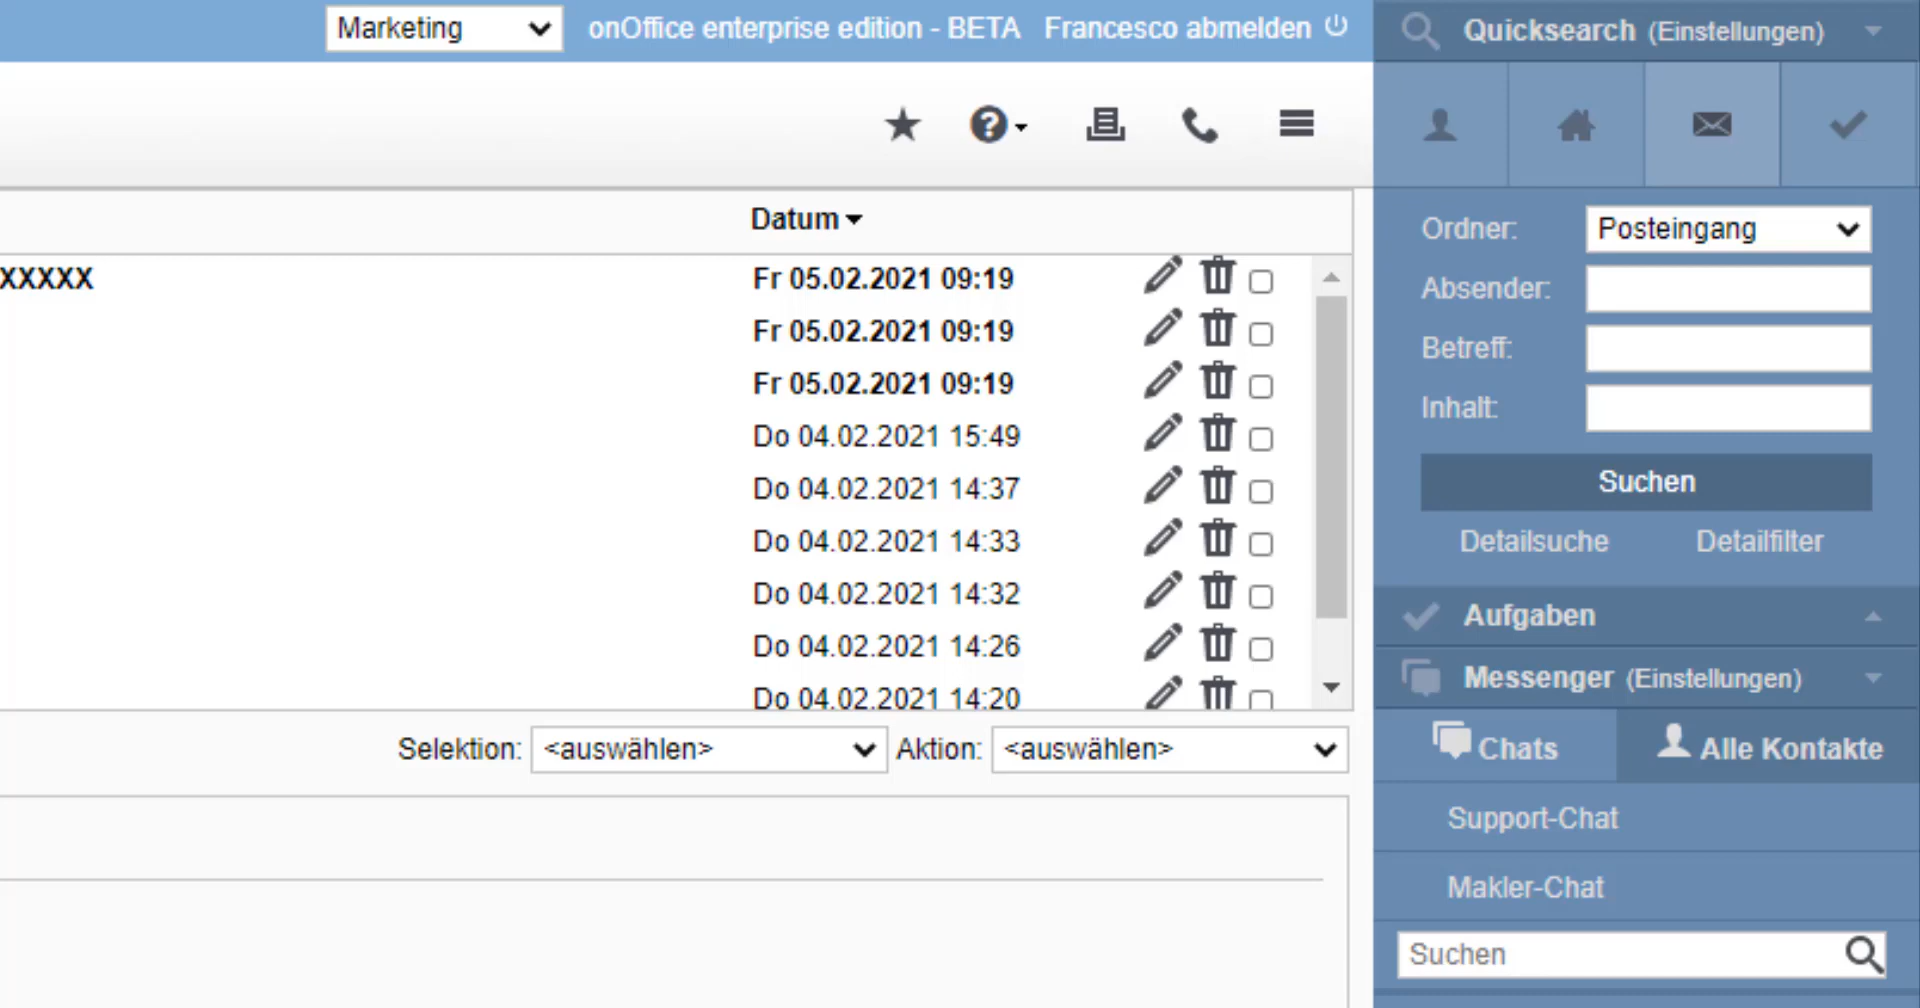 Marketing onOffice enterprise edition - BETA Francesco abmelden
Datum
XXXXX Fr 05.02.2021 09:19
Fr 05.02.2021 09:19
Fr 05.02.2021 09:19
Do 04.02.2021 15:49
Do 04.02.2021 14:37
Do 04.02.2021 14:33
Do 04.02.2021 14:32
Do 04.02.2021 14:26
Do 04.02.2021 14:20
Selektion: <auswählen> Aktion: <auswählen>
Quicksearch (Einstellungen)
Ordner: Posteingang
Absender:
Betreff:
Inhalt:
Suchen
Detailsuche Detailfilter
Aufgaben
Messenger (Einstellungen)
Chats Alle Kontakte
Support-Chat
Makler-Chat
Suchen